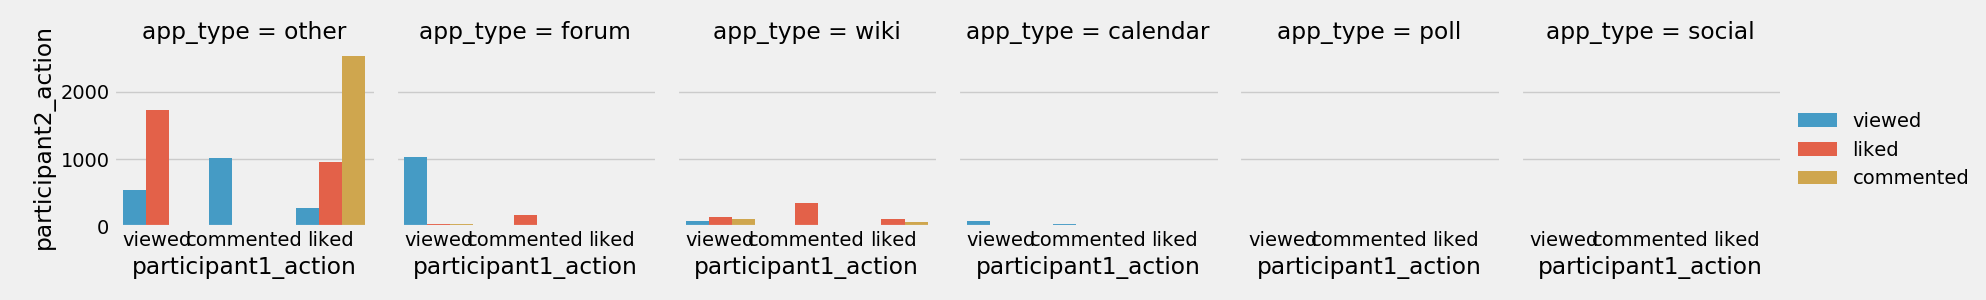 app_type = other
app_type = forum
app_type = wiki
app_type = calendar
app_type = poll
app_type = social
participant2_action
2000
1000
0
viewed commented liked
viewed commented liked
viewed commented liked
viewed commented liked
viewed commented liked
viewed commented liked
participant1_action
participant1_action
participant1_action
participant1_action
participant1_action
participant1_action
viewed
liked
commented